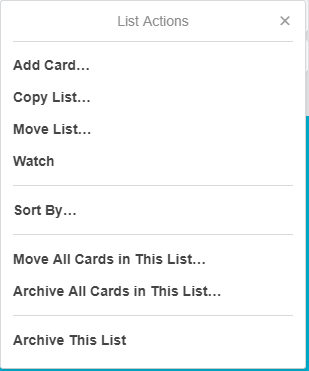 List Actions
Add Card…
Copy List…
Move List…
Watch
Sort By…
Move All Cards in This List…
Archive All Cards in This List…
Archive This List